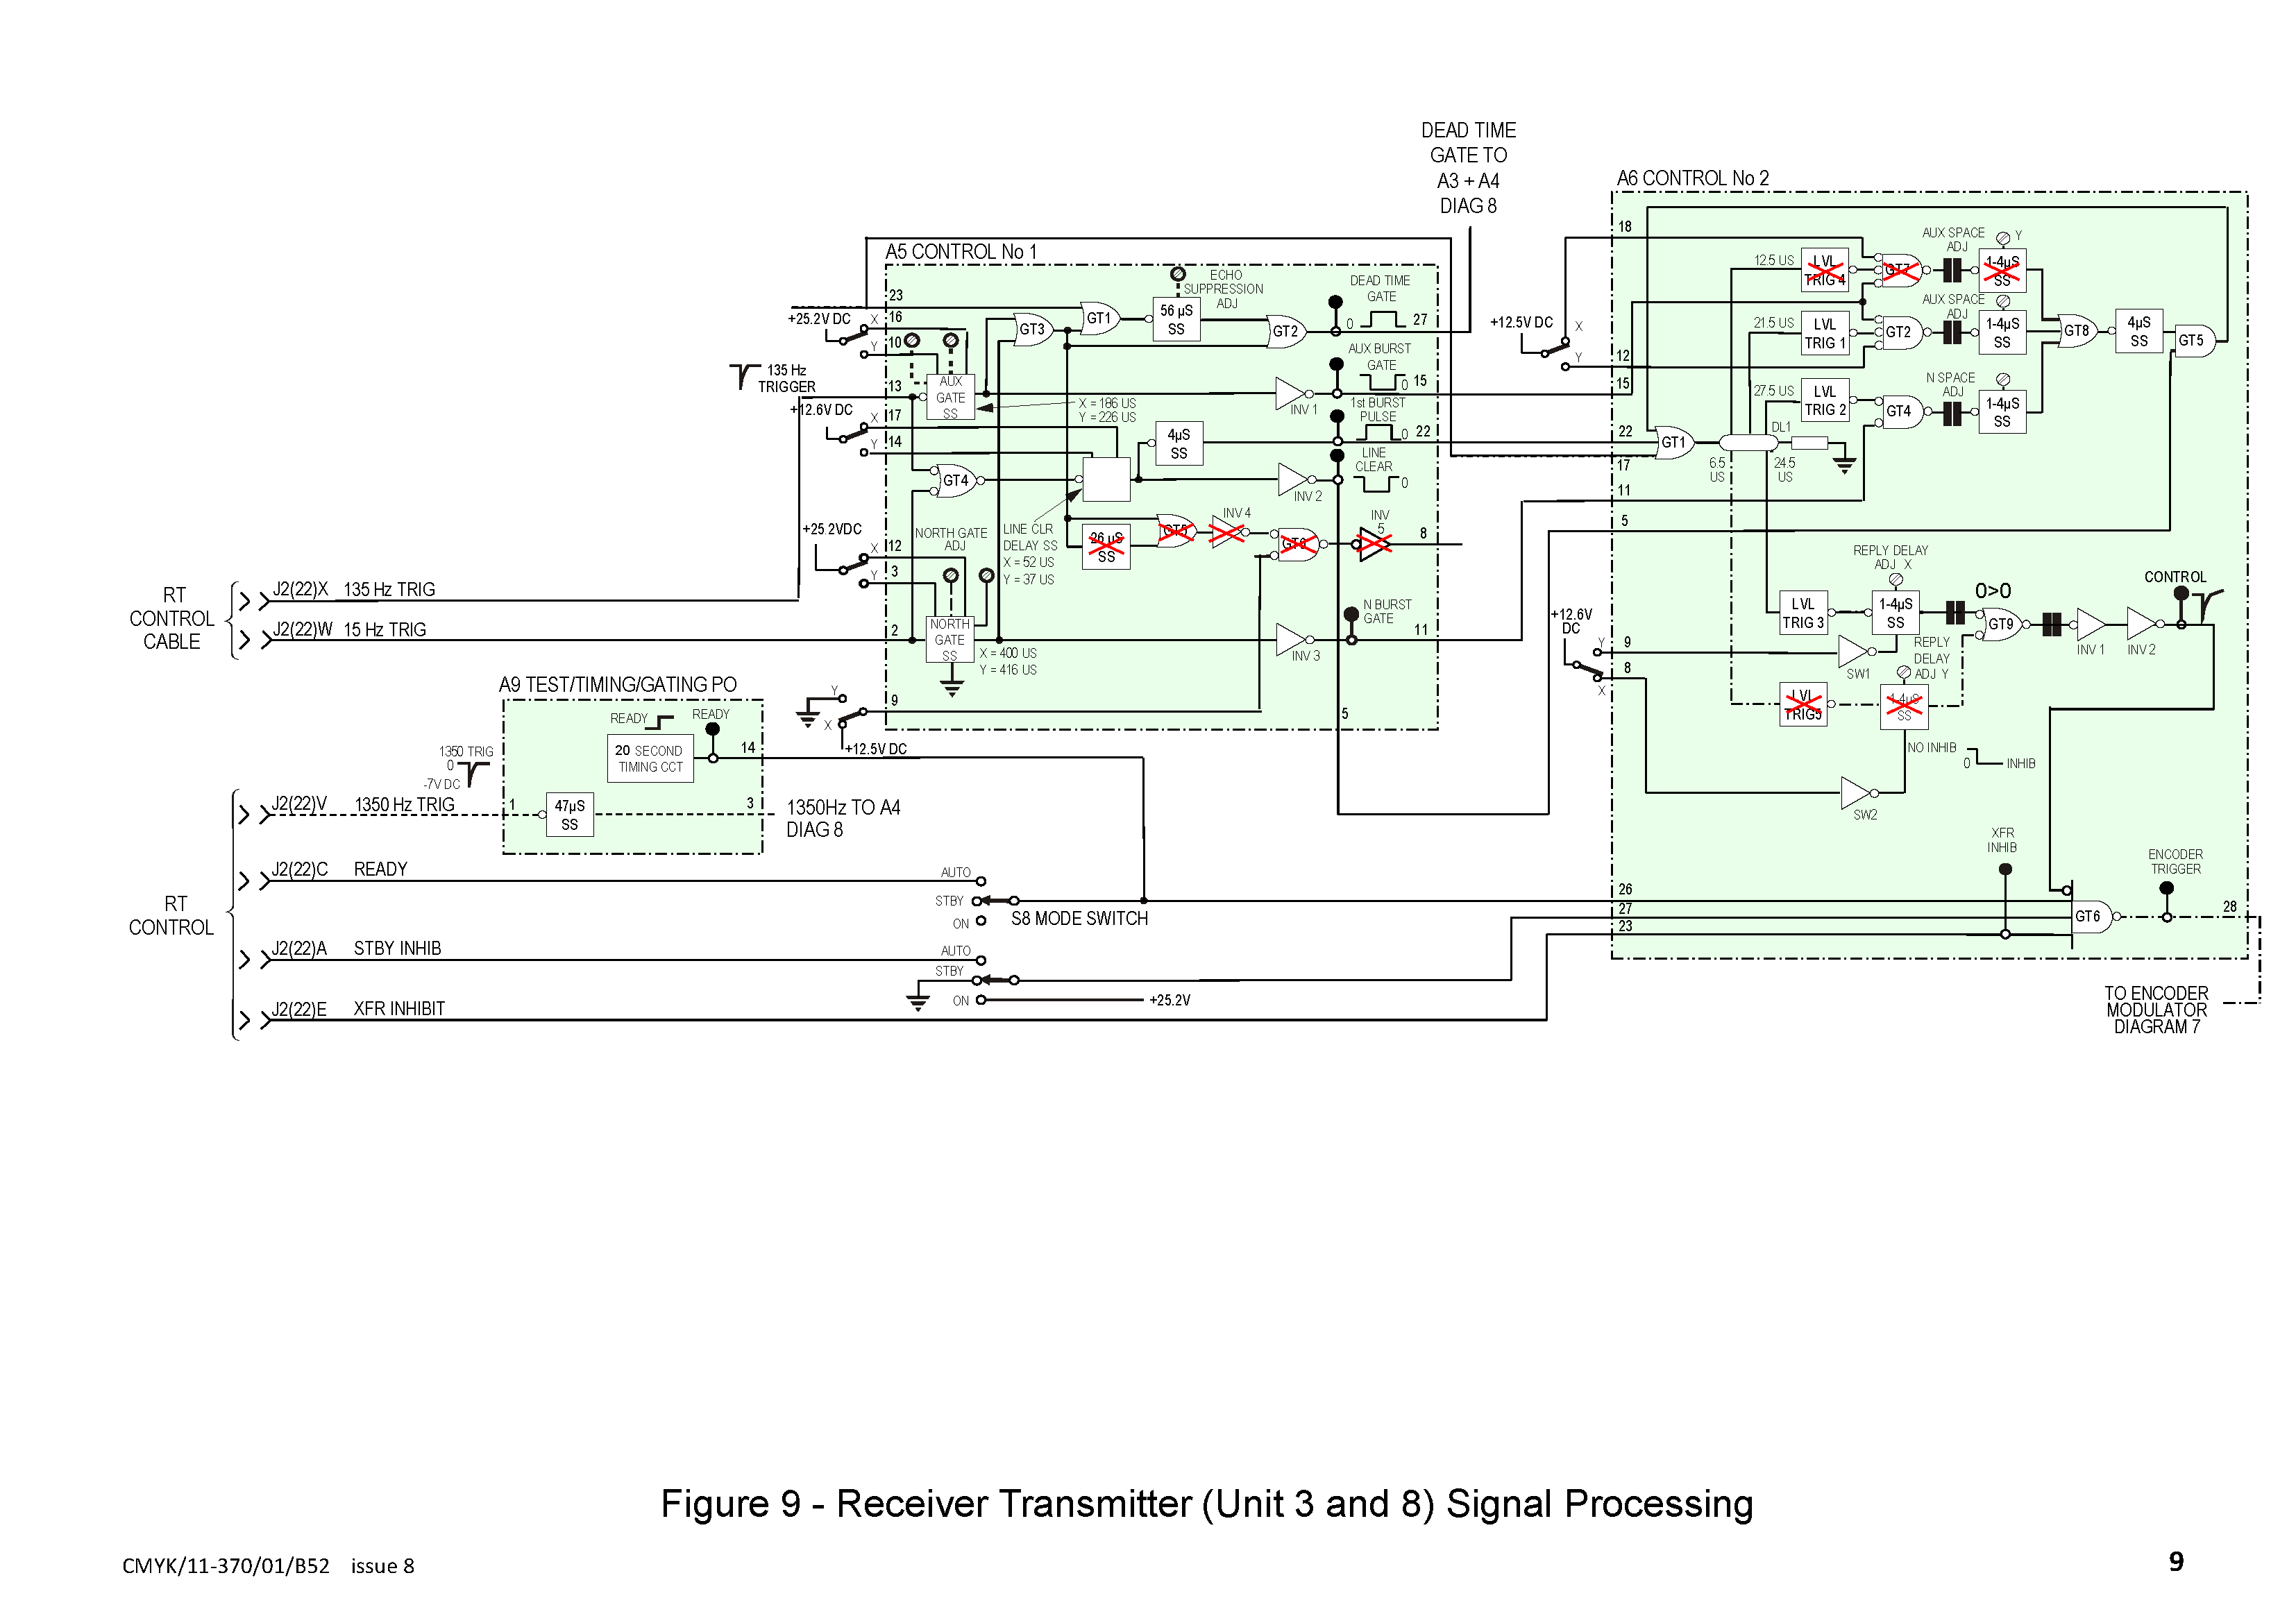 DEAD TIME
GATE TO
A3 + A4
DIAG 8
A6 CONTROL No 2
A5 CONTROL No 1
18
AUX SPACE
ADJ
Y
12.5 US
LVL
TRIG 4
GT7
1-4µS
SS
AUX SPACE
ADJ
21.5 US
LVL
TRIG 1
GT2
1-4µS
SS
GT8
4µS
SS
GT5
N SPACE
ADJ
27.5 US
LVL
TRIG 2
GT4
1-4µS
SS
+12.5V DC
X
Y
12
15
22
GT1
DL1
6.5
US
24.5
US
17
11
5
23
+25.2V DC
X
16
Y
10
135 Hz
TRIGGER
13
+12.6V DC
X
17
Y
14
AUX
GATE
SS
X = 186 US
Y = 226 US
GT3
GT1
ECHO
SUPPRESSION
ADJ
56 µS
SS
GT2
DEAD TIME
GATE
0
27
AUX BURST
GATE
0
15
INV 1
1st BURST
PULSE
0
22
4µS
SS
LINE
CLEAR
0
INV 2
GT4
LINE CLR
DELAY SS
X = 52 US
Y = 37 US
26 µS
SS
GT5
INV 4
GT6
INV
5
8
+25.2VDC
X
12
Y
3
NORTH GATE
ADJ
NORTH
GATE
SS
X = 400 US
Y = 416 US
2
INV 3
N BURST
GATE
11
RT
CONTROL
CABLE
J2(22)X 135 Hz TRIG
J2(22)W 15 Hz TRIG
Y
X
9
+12.5V DC
5
REPLY DELAY
ADJ X
LVL
TRIG 3
1-4µS
SS
0>0
GT9
INV 1
INV 2
CONTROL
+12.6V
DC
Y
9
8
X
SW1
REPLY
DELAY
ADJ Y
LVL
TRIG5
1-4µS
SS
NO INHIB
0
INHIB
SW2
A9 TEST/TIMING/GATING PO
READY
READY
20 SECOND
TIMING CCT
14
1350 TRIG
0
-7V DC
J2(22)V 1350 Hz TRIG
1
47µS
SS
3
1350Hz TO A4
DIAG 8
RT
CONTROL
J2(22)C READY
AUTO
STBY
ON
S8 MODE SWITCH
J2(22)A STBY INHIB
AUTO
STBY
ON
+25.2V
J2(22)E XFR INHIBIT
XFR
INHIB
ENCODER
TRIGGER
26
27
23
GT6
28
TO ENCODER
MODULATOR
DIAGRAM 7
Figure 9 - Receiver Transmitter (Unit 3 and 8) Signal Processing
CMYK/11-370/01/B52 issue 8
9